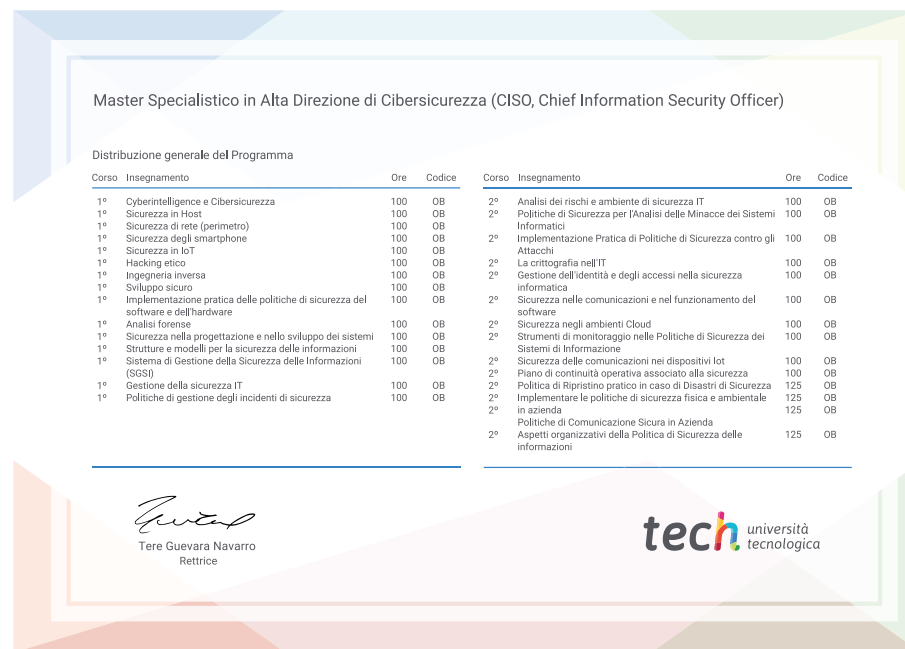 Master Specialistico in Alta Direzione di Cibersicurezza (CISO, Chief Information Security Officer)
Distribuzione generale del Programma
Corso Insegnamento Ore Codice
1º Cyberintelligence e Cibersicurezza 100 OB
1º Sicurezza in Host 100 OB
1º Sicurezza di rete (perimetro) 100 OB
1º Sicurezza degli smartphone 100 OB
1º Sicurezza in IoT 100 OB
1º Hacking etico 100 OB
1º Ingegneria inversa 100 OB
1º Sviluppo sicuro 100 OB
1º Implementazione pratica delle politiche di sicurezza del 100 OB
software e dell'hardware
1º Analisi forense 100 OB
1º Sicurezza nella progettazione e nello sviluppo dei sistemi 100 OB
1º Strutture e modelli per la sicurezza delle informazioni 100 OB
1º Sistema di Gestione della Sicurezza delle Informazioni 100 OB
(SGSI)
1º Gestione della sicurezza IT 100 OB
1º Politiche di gestione degli incidenti di sicurezza 100 OB
Corso Insegnamento Ore Codice
2º Analisi dei rischi e ambiente di sicurezza IT 100 OB
2º Politiche di Sicurezza per l'Analisi delle Minacce dei Sistemi 100 OB
Informatici
2º Implementazione Pratica di Politiche di Sicurezza contro gli 100 OB
Attacchi
2º La crittografia nell'IT 100 OB
2º Gestione dell'identità e degli accessi nella sicurezza 100 OB
informatica
2º Sicurezza nelle comunicazioni e nel funzionamento del 100 OB
software
2º Sicurezza negli ambienti Cloud 100 OB
2º Strumenti di monitoraggio nelle Politiche di Sicurezza dei 100 OB
Sistemi di Informazione
2º Sicurezza delle comunicazioni nei dispositivi Iot 100 OB
2º Piano di continuità operativa associato alla sicurezza 100 OB
2º Politica di Ripristino pratico in caso di Disastri di Sicurezza 125 OB
2º Implementare le politiche di sicurezza fisica e ambientale 125 OB
2º in azienda 125 OB
Politiche di Comunicazione Sicura in Azienda
2º Aspetti organizzativi della Politica di Sicurezza delle 125 OB
informazioni
Tere Guevara Navarro
Rettrice
tech università
tecnologica